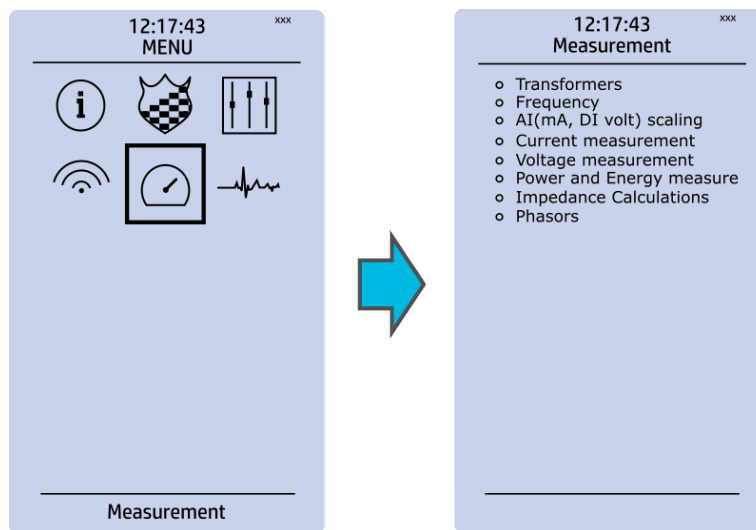 12:17:43
xxx
MENU
i
Measurement
12:17:43
xxx
Measurement
Transformers
Frequency
AI(mA, DI volt) scaling
Current measurement
Voltage measurement
Power and Energy measure
Impedance Calculations
Phasors